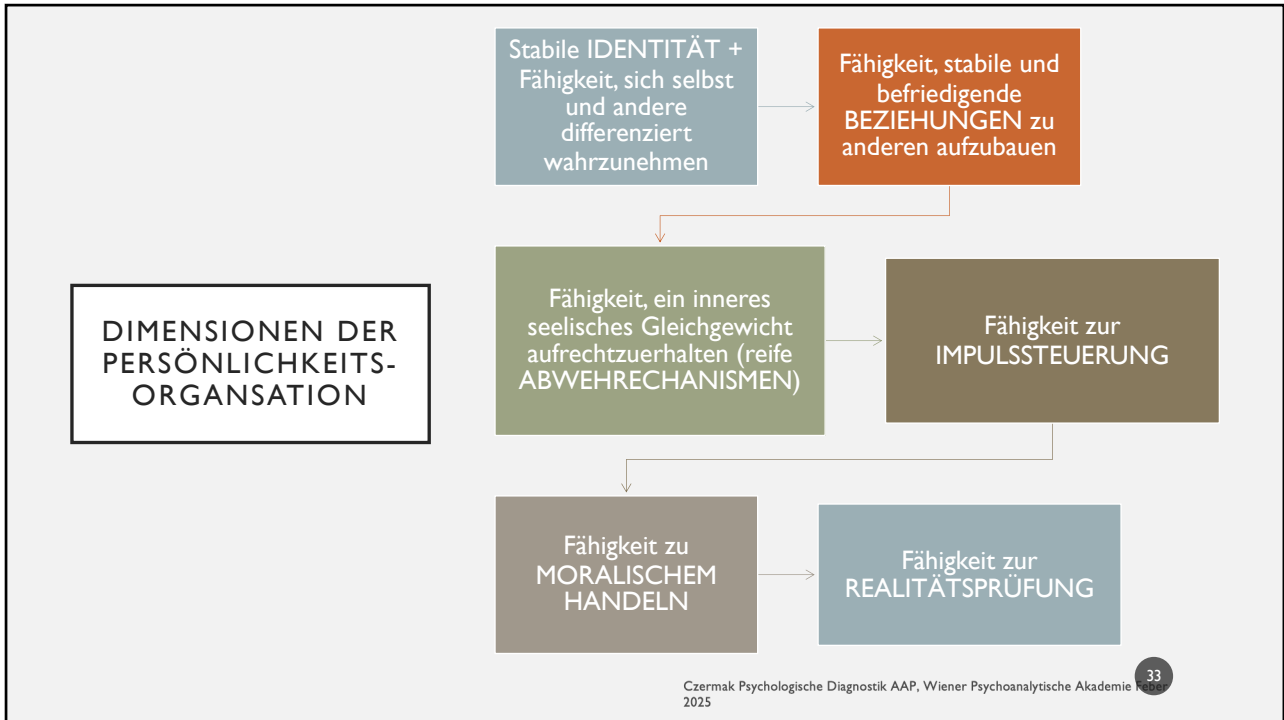 Stabile IDENTITÄT +
Fähigkeit, sich selbst
und andere
differenziert
wahrzunehmen
Fähigkeit, stabile und
befriedigende
BEZIEHUNGEN zu
anderen aufzubauen
DIMENSIONEN DER
PERSÖNLICHKEITS-
ORGANSATION
Fähigkeit, ein inneres
seelisches Gleichgewicht
aufrechtzuerhalten (reife
ABWEHRECHANISMEN)
Fähigkeit zur
IMPULSSTEUERUNG
Fähigkeit zu
MORALISCHEM
HANDELN
Fähigkeit zur
REALITÄTSPRÜFUNG
33
Czermak Psychologische Diagnostik AAP, Wiener Psychoanalytische Akademie Feber
2025